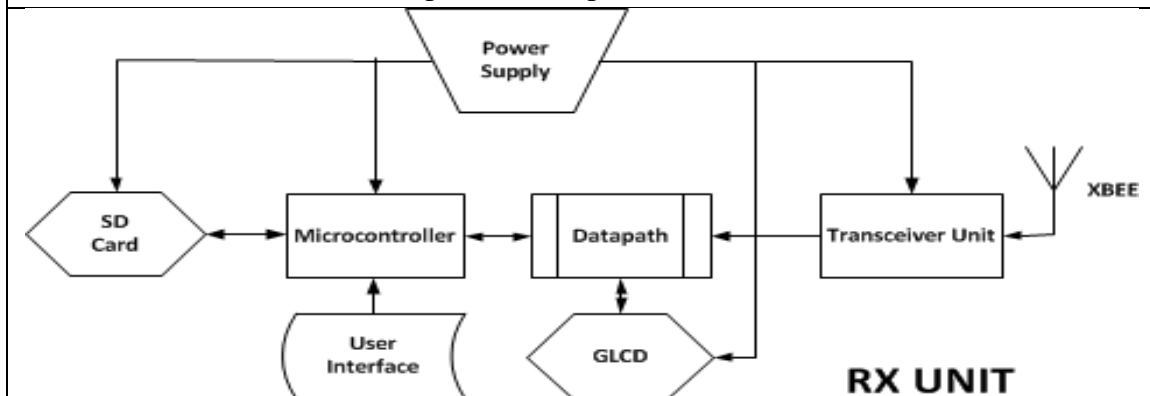 Power
Supply
XBEE
SD
Card
Microcontroller
Datapath
Transceiver Unit
User
Interface
GLCD
RX UNIT